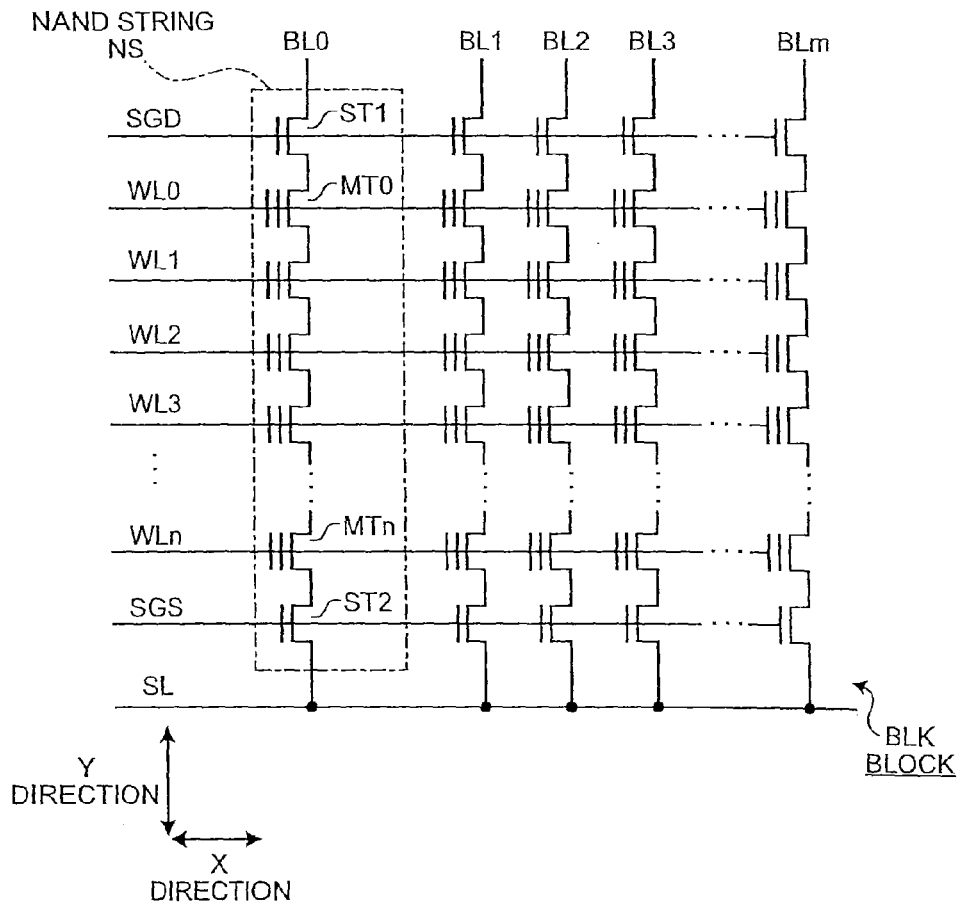 NAND STRING
NS
BL0
BL1
BL2
BL3
BLm
SGD
ST1
WL0
MT0
WL1
WL2
WL3
WLn
MTn
SGS
ST2
SL
BLK
BLOCK
Y
DIRECTION
X
DIRECTION